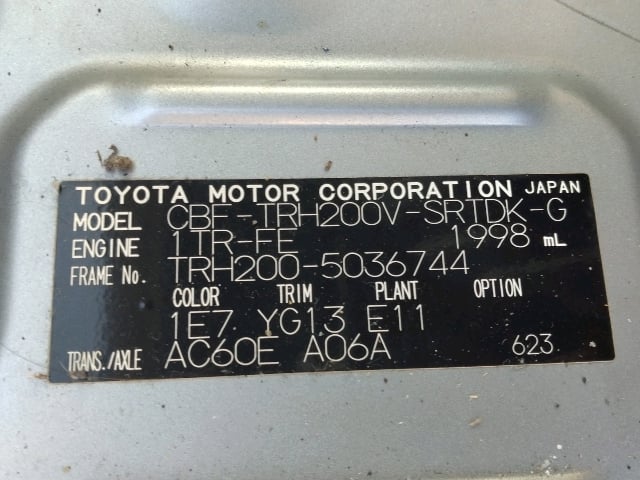 TOYOTA MOTOR CORPORATION JAPAN
MODEL CBF-TRH200V-SRTDK-G
ENGINE 1TR-FE 1998 mL
FRAME No. TRH200-5036744
COLOR TRIM PLANT OPTION
1E7 YG13 E11
TRANS./AXLE AC60E A06A 623